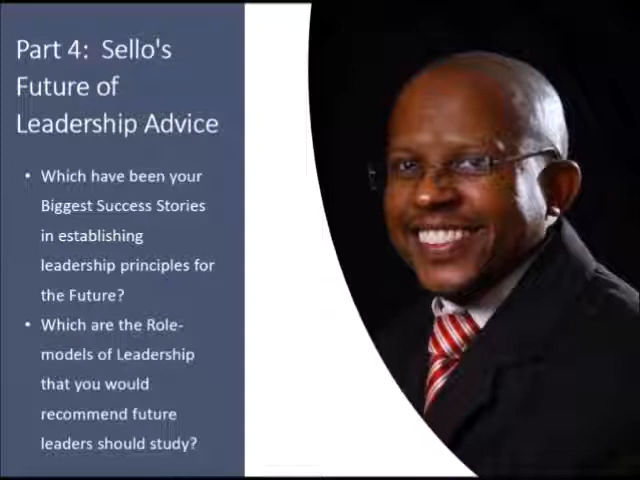 Part 4:  Sello's
Future of
Leadership Advice
• Which have been your
Biggest Success Stories
in establishing
leadership principles for
the Future?
• Which are the Role-
models of Leadership
that you would
recommend future
leaders should study?